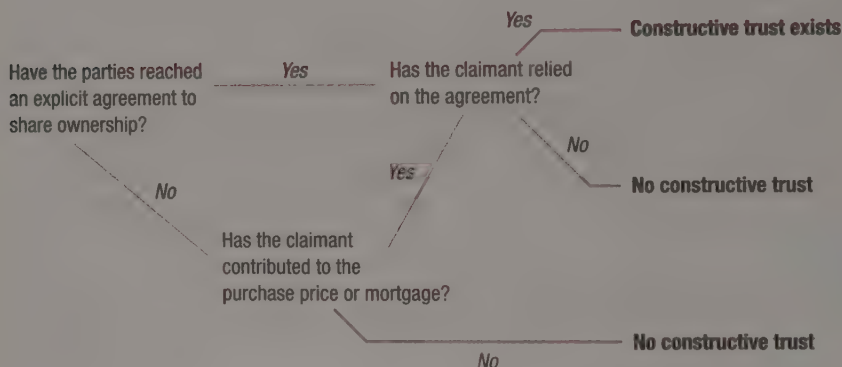 Yes
Constructive trust exists
Have the parties reached
an explicit agreement to
share ownership?
Yes
Has the claimant relied
on the agreement?
No
Yes
No constructive trust
No
Has the claimant
contributed to the
purchase price or mortgage?
No constructive trust
No